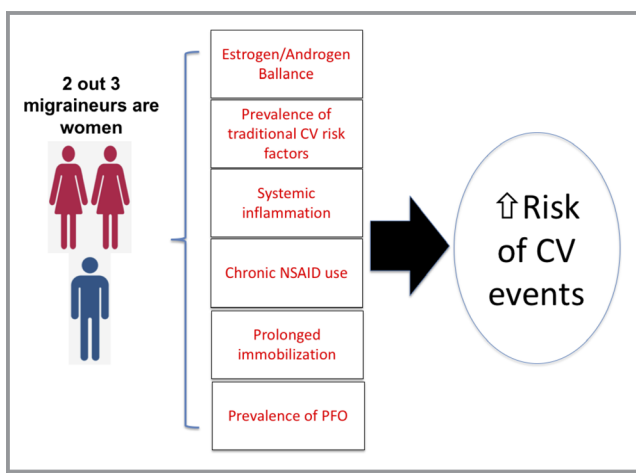 2 out 3
migraineurs are
women
Estrogen/Androgen
Ballance
Prevalence of
traditional CV risk
factors
Systemic
inflammation
Chronic NSAID use
Prolonged
immobilization
Prevalence of PFO
⇧Risk
of CV
events